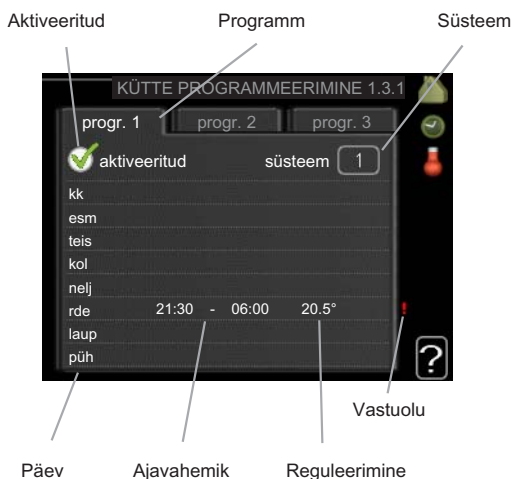 Aktiveeritud Programm Süsteem
KÜTTE PROGRAMMEERIMINE 1.3.1
progr. 1 progr. 2 progr. 3
aktiveeritud süsteem 1
kk
esm
teis
kol
nelj
rde 21:30 - 06:00 20.5° !
laup
püh
?
Vastuolu
Päev Ajavahemik Reguleerimine